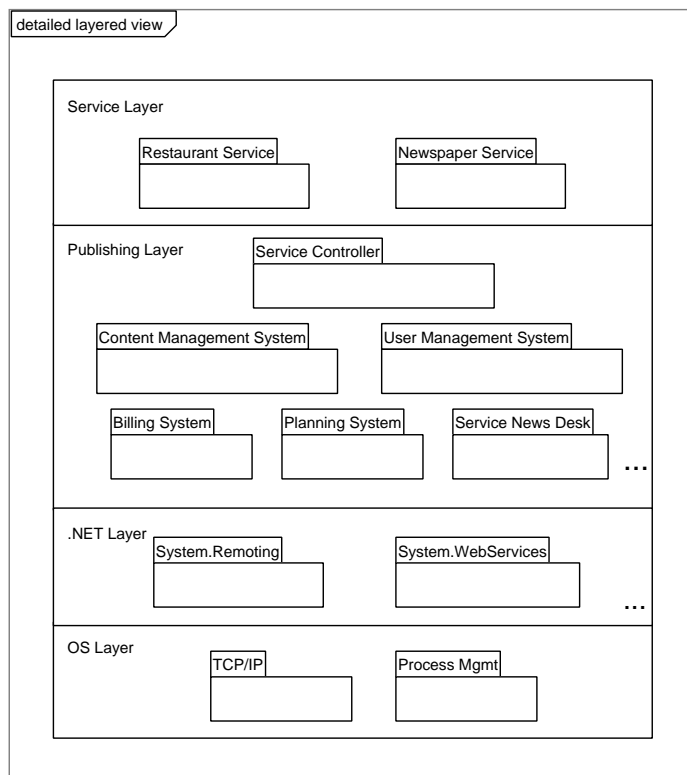 detailed layered view
Service Layer
Restaurant Service
Newspaper Service
Publishing Layer
Service Controller
Content Management System
User Management System
Billing System
Planning System
Service News Desk
...
.NET Layer
System.Remoting
System.WebServices
...
OS Layer
TCP/IP
Process Mgmt